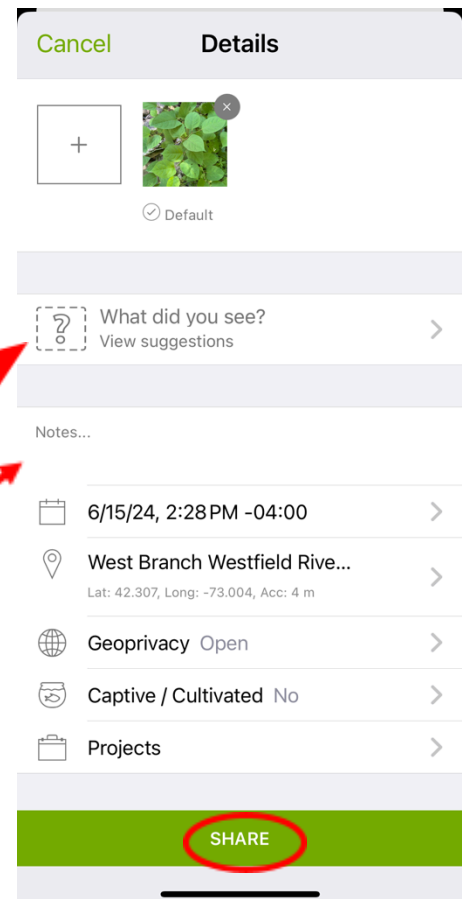 Cancel Details
+
×
Default
? What did you see?
View suggestions
Notes...
6/15/24, 2:28 PM -04:00
West Branch Westfield Rive...
Lat: 42.307, Long: -73.004, Acc: 4 m
Geoprivacy Open
Captive / Cultivated No
Projects
SHARE